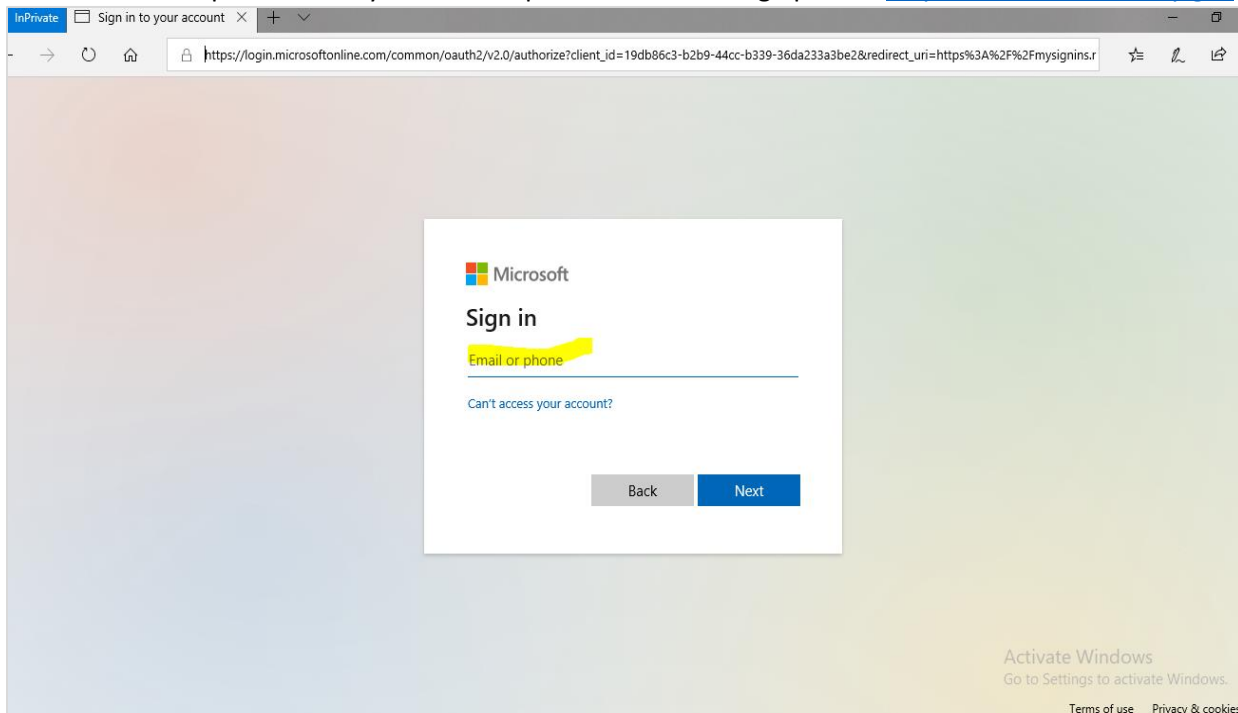 InPrivate Sign in to your account
https://login.microsoftonline.com/common/oauth2/v2.0/authorize?client_id=19db86c3-b2b9-44cc-b339-36da233a3be2&redirect_uri=https%3A%2F%2Fmysignins.r
Microsoft
Sign in
Email or phone
Can't access your account?
Back Next
Activate Windows
Go to Settings to activate Windows.
Terms of use Privacy & cookies